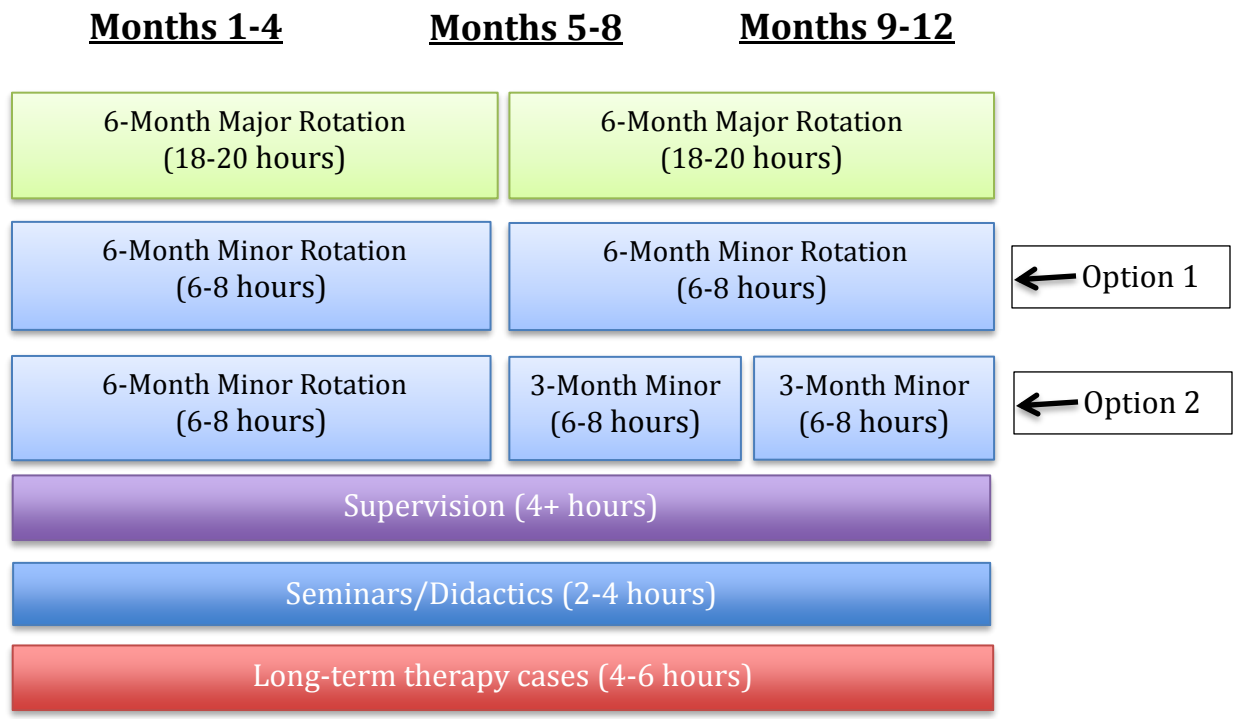 Months 1-4 Months 5-8 Months 9-12
6-Month Major Rotation
(18-20 hours)
6-Month Major Rotation
(18-20 hours)
6-Month Minor Rotation
(6-8 hours)
6-Month Minor Rotation
(6-8 hours)
Option 1
6-Month Minor Rotation
(6-8 hours)
3-Month Minor
(6-8 hours)
3-Month Minor
(6-8 hours)
Option 2
Supervision (4+ hours)
Seminars/Didactics (2-4 hours)
Long-term therapy cases (4-6 hours)